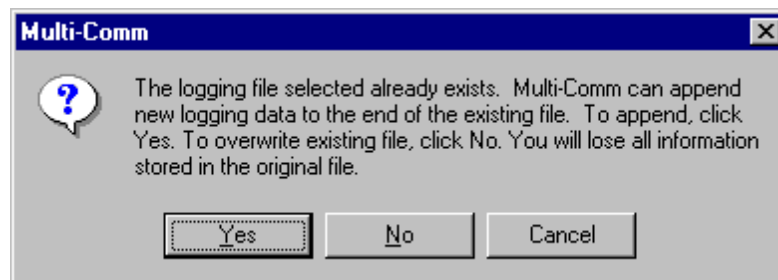 Multi-Comm
The logging file selected already exists.  Multi-Comm can append
new logging data to the end of the existing file.  To append, click
Yes. To overwrite existing file, click No. You will lose all information
stored in the original file.
Yes
No
Cancel